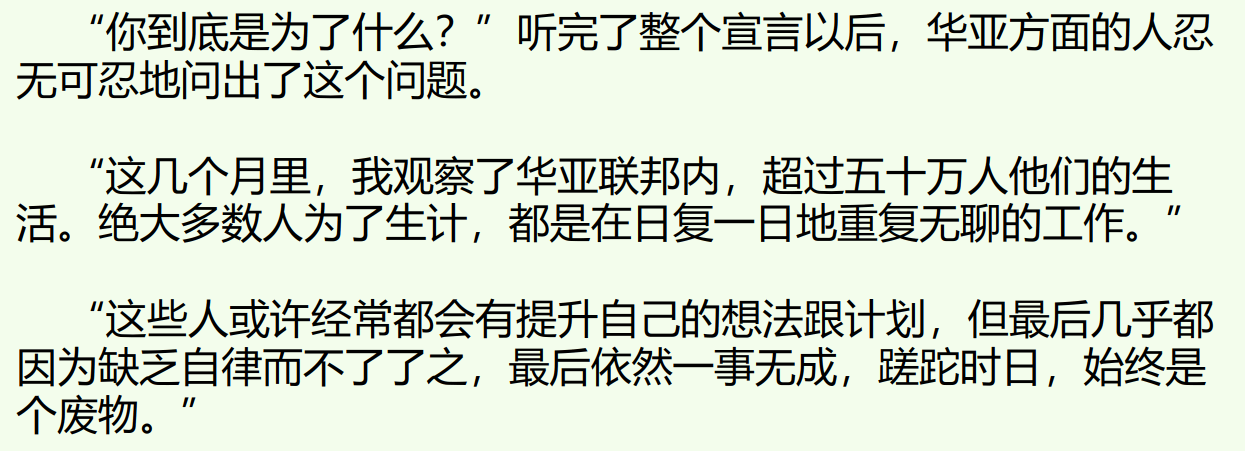 “你到底是为了什么？”听完了整个宣言以后，华亚方面的人忍
无可忍地问出了这个问题。
“这几个月里，我观察了华亚联邦内，超过五十万人他们的生
活。绝大多数人为了生计，都是在日复一日地重复无聊的工作。”
“这些人或许经常都会有提升自己的想法跟计划，但最后几乎都
因为缺乏自律而不了了之，最后依然一事无成，蹉跎时日，始终是
个废物。”